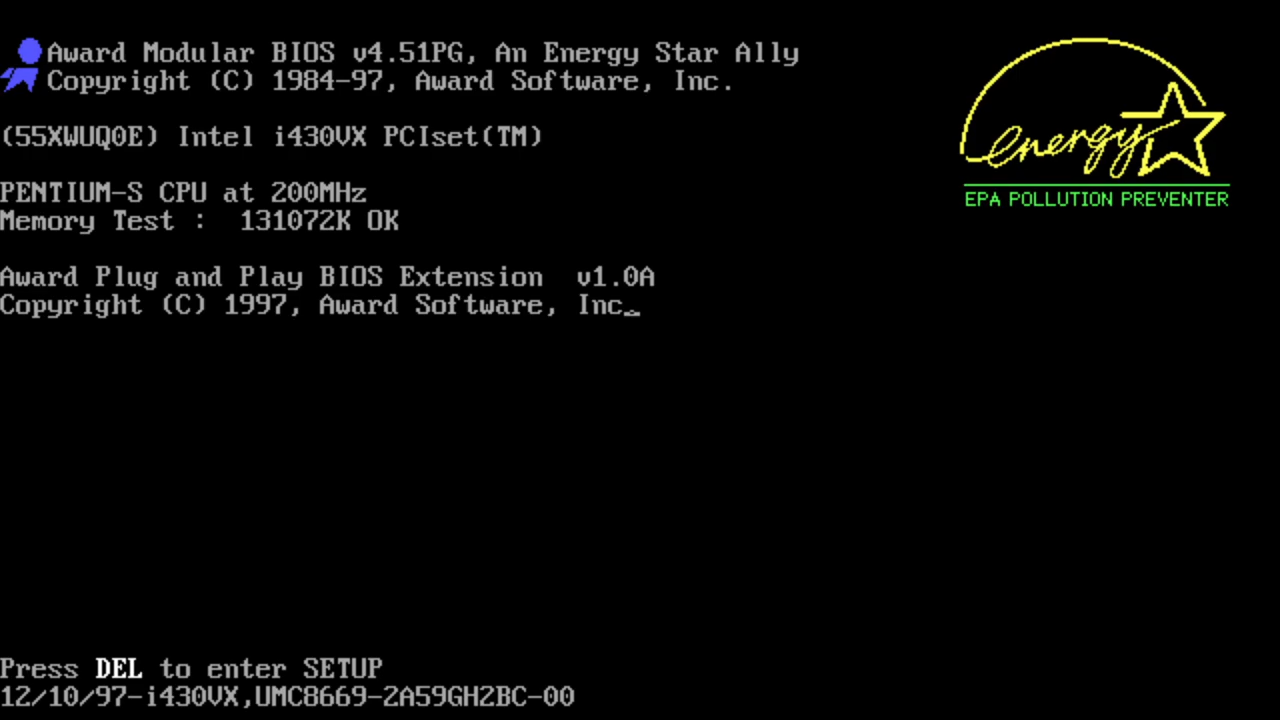 Award Modular BIOS v4.51PG, An Energy Star Ally
Copyright (C) 1984-97, Award Software, Inc.
(55XWUQ0E) Intel i430VX PCIset(TM)
PENTIUM-S CPU at 200MHz
Memory Test :  131072K OK
Award Plug and Play BIOS Extension  v1.0A
Copyright (C) 1997, Award Software, Inc_
energy
EPA POLLUTION PREVENTER
Press DEL to enter SETUP
12/10/97-i430VX,UMC8669-2A59GH2BC-00